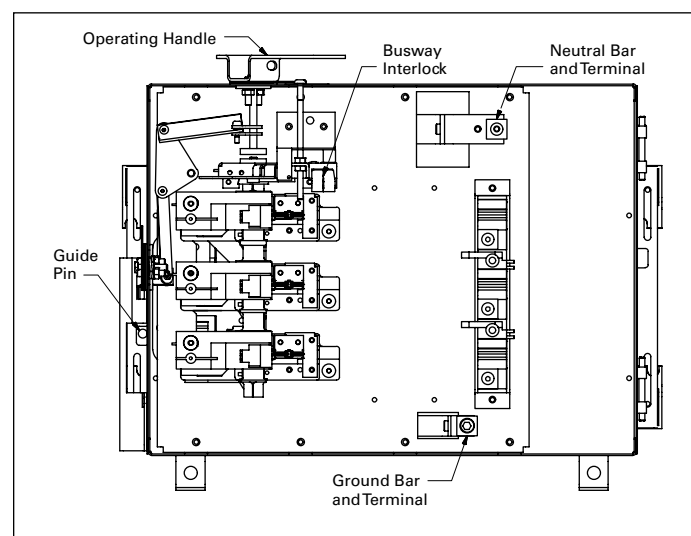 Operating Handle
Busway
Interlock
Neutral Bar
and Terminal
Guide
Pin
Ground Bar
and Terminal